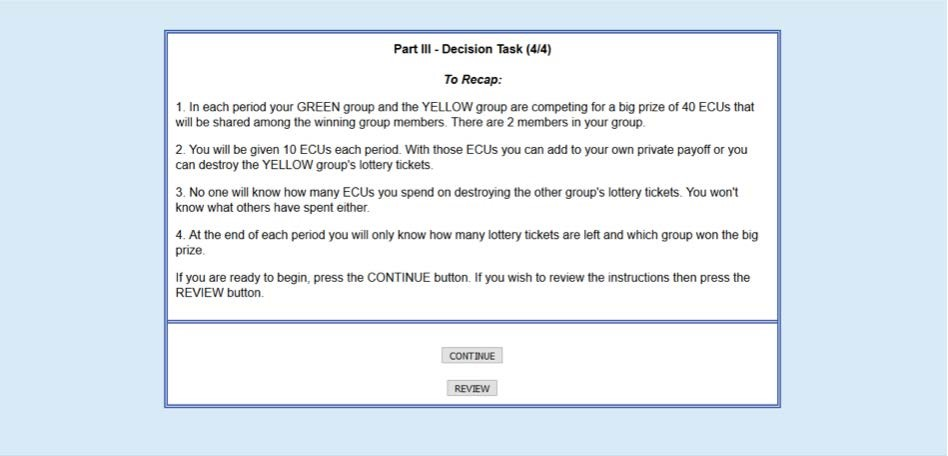 Part III - Decision Task (4/4)
To Recap:
1. In each period your GREEN group and the YELLOW group are competing for a big prize of 40 ECUs that
will be shared among the winning group members. There are 2 members in your group.
2. You will be given 10 ECUs each period. With those ECUs you can add to your own private payoff or you
can destroy the YELLOW group's lottery tickets.
3. No one will know how many ECUs you spend on destroying the other group's lottery tickets. You won't
know what others have spent either.
4. At the end of each period you will only know how many lottery tickets are left and which group won the big
prize.
If you are ready to begin, press the CONTINUE button. If you wish to review the instructions then press the
REVIEW button.
CONTINUE
REVIEW